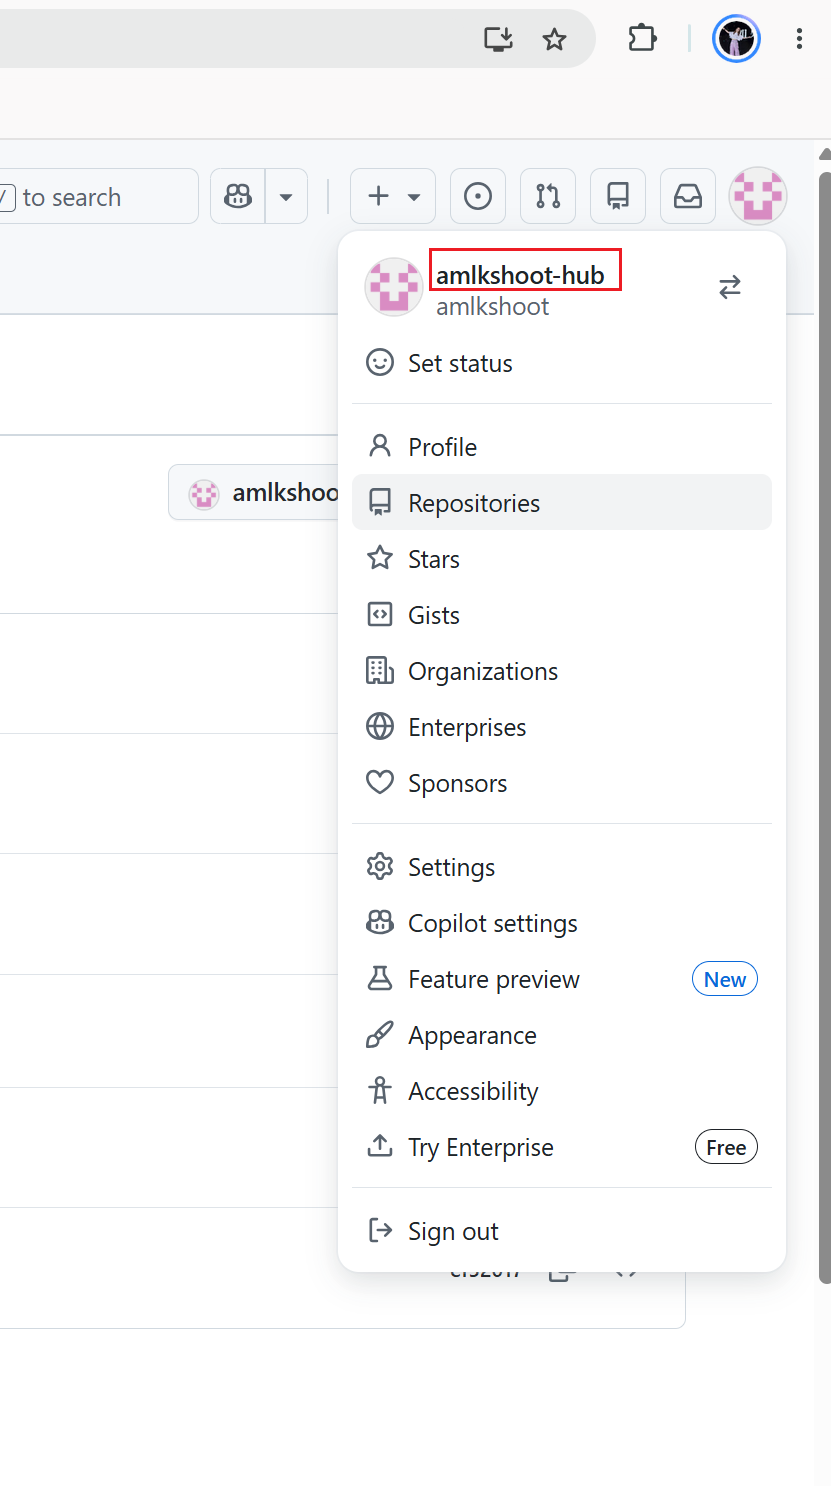 / to search
amlkshoot-hub
amlkshoot
Set status
Profile
amlkshoo
Repositories
Stars
Gists
Organizations
Enterprises
Sponsors
Settings
Copilot settings
Feature preview New
Appearance
Accessibility
Try Enterprise Free
Sign out